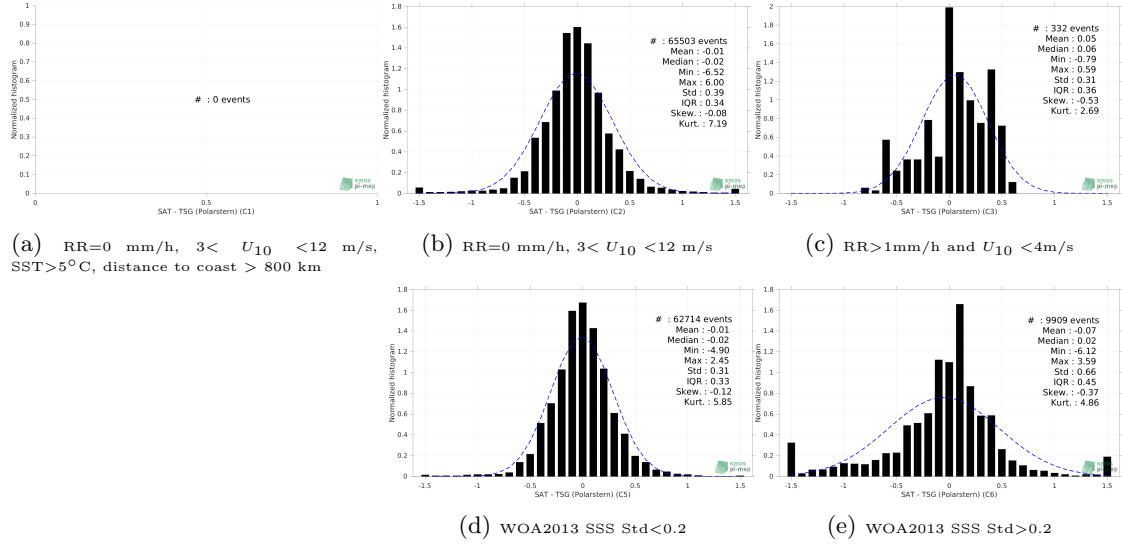 1
0.9
0.8
0.7
0.6
0.5
0.4
0.3
0.2
0.1
0
Normalized histogram
# : 0 events
smos
pi-mep
0 0.5 1
SAT - TSG (Polarstern) (C1)
(a) RR=0 mm/h, 3< U10 <12 m/s,
SST>5°C, distance to coast > 800 km
1.8
1.6
1.4
1.2
1
0.8
0.6
0.4
0.2
0
Normalized histogram
# : 65503 events
Mean : -0.01
Median : -0.02
Min : -6.52
Max : 6.00
Std : 0.39
IQR : 0.34
Skew. : -0.08
Kurt. : 7.19
smos
pi-mep
-1.5 -1 -0.5 0 0.5 1 1.5
SAT - TSG (Polarstern) (C2)
(b) RR=0 mm/h, 3< U10 <12 m/s
2
1.8
1.6
1.4
1.2
1
0.8
0.6
0.4
0.2
0
Normalized histogram
# : 332 events
Mean : 0.05
Median : 0.06
Min : -0.79
Max : 0.59
Std : 0.31
IQR : 0.36
Skew. : -0.53
Kurt. : 2.69
smos
pi-mep
-1.5 -1 -0.5 0 0.5 1 1.5
SAT - TSG (Polarstern) (C3)
(c) RR>1mm/h and U10 <4m/s
1.8
1.6
1.4
1.2
1
0.8
0.6
0.4
0.2
0
Normalized histogram
# : 62714 events
Mean : -0.01
Median : -0.02
Min : -4.90
Max : 2.45
Std : 0.31
IQR : 0.33
Skew. : -0.12
Kurt. : 5.85
smos
pi-mep
-1.5 -1 -0.5 0 0.5 1 1.5
SAT - TSG (Polarstern) (C5)
(d) WOA2013 SSS Std<0.2
1.8
1.6
1.4
1.2
1
0.8
0.6
0.4
0.2
0
Normalized histogram
# : 9909 events
Mean : -0.07
Median : 0.02
Min : -6.12
Max : 3.59
Std : 0.66
IQR : 0.45
Skew. : -0.37
Kurt. : 4.86
smos
pi-mep
-1.5 -1 -0.5 0 0.5 1 1.5
SAT - TSG (Polarstern) (C6)
(e) WOA2013 SSS Std>0.2